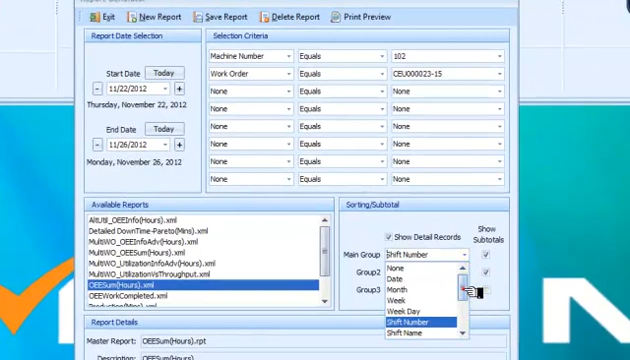 Exit New Report Save Report Delete Report Print Preview
Report Date Selection
Selection Criteria
Machine Number Equals 102
Start Date Today
Work Order Equals CEU000023-15
- 11/22/2012 +
None Equals None
Thursday, November 22, 2012
None Equals None
End Date Today
None Equals None
- 11/26/2012 +
None Equals None
Monday, November 26, 2012
None Equals None
None Equals None
Available Reports
AltUtil_OEEInfo(Hours).xml
Detailed DownTime-Pareto(Mins).xml
MultiWO_OEEInfoAdv(Hours).xml
MultiWO_OEESum(Hours).xml
MultiWO_UtilizationInfoAdv(Hours).xml
MultiWO_UtilizationVsThroughput.xml
OEESum(Hours).xml
OEEWorkCompleted.xml
Production(Mins).xml
Sorting/Subtotal
Show Detail Records
Show Subtotals
Main Group Shift Number
Group2
Group3
None
Date
Month
Week
Week Day
Shift Number
Shift Name
Report Details
Master Report: OEESum(Hours).rpt
Description: OEESum(Hours)